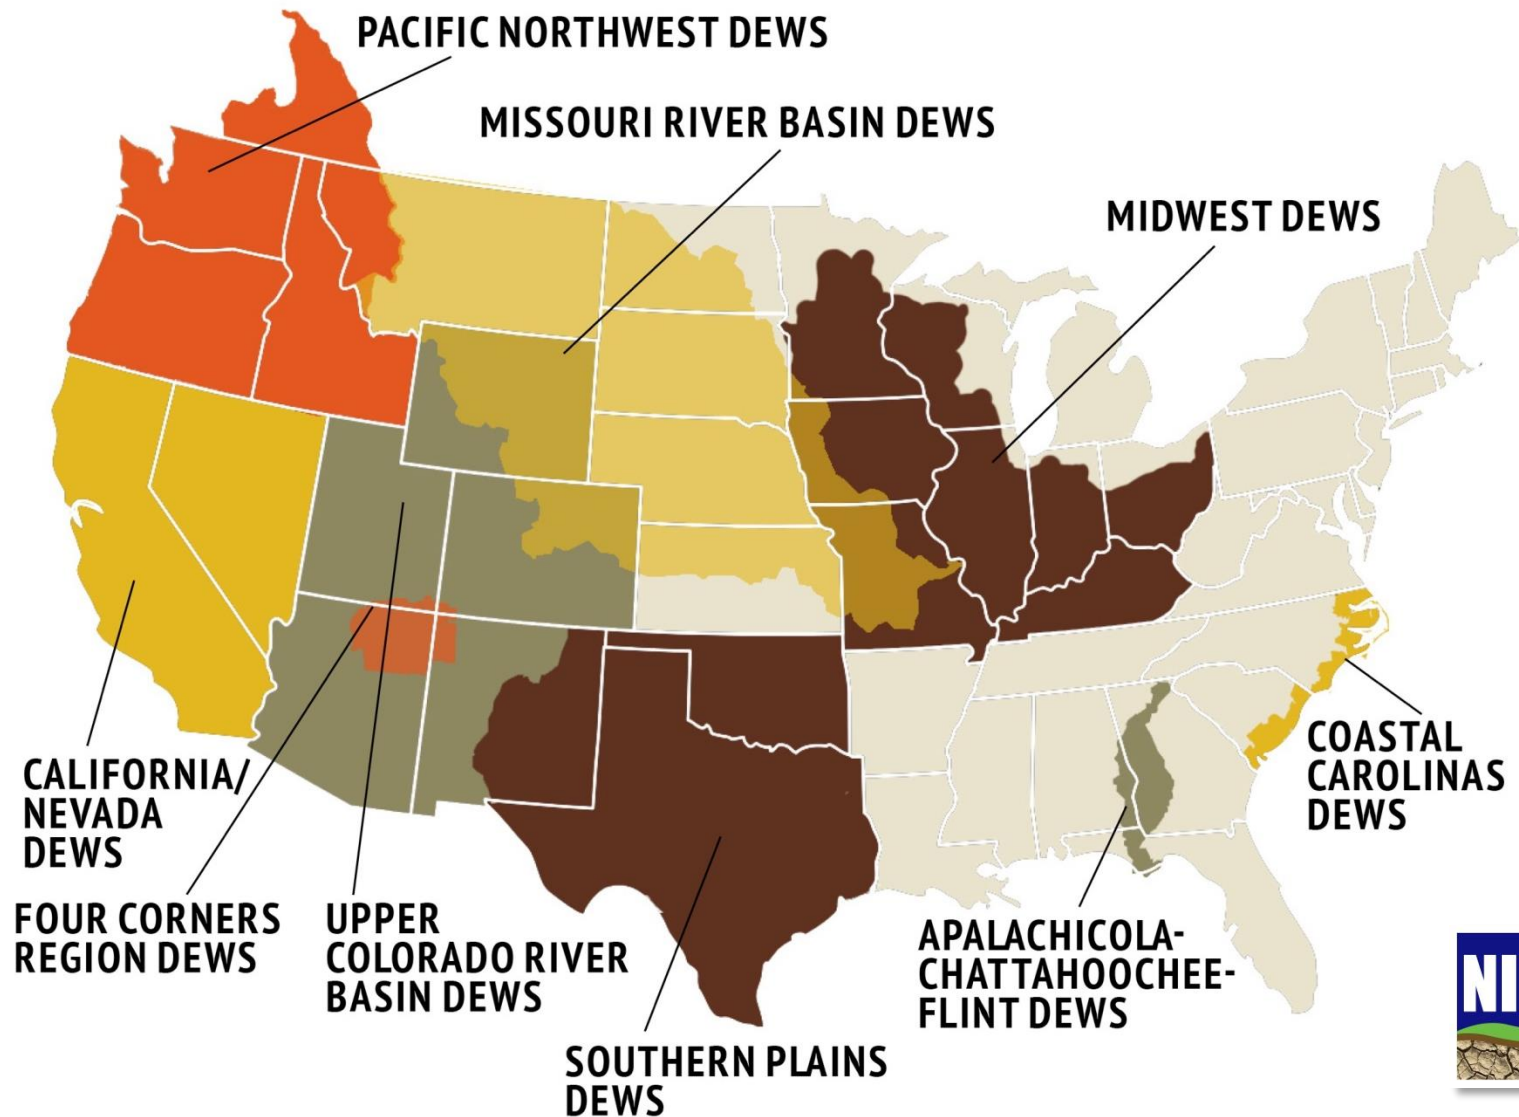 PACIFIC NORTHWEST DEWS
MISSOURI RIVER BASIN DEWS
MIDWEST DEWS
CALIFORNIA/
NEVADA
DEWS
FOUR CORNERS
REGION DEWS
UPPER
COLORADO RIVER
BASIN DEWS
SOUTHERN PLAINS
DEWS
APALACHICOLA-
CHATTAHOOCHEE-
FLINT DEWS
COASTAL
CAROLINAS
DEWS
NI